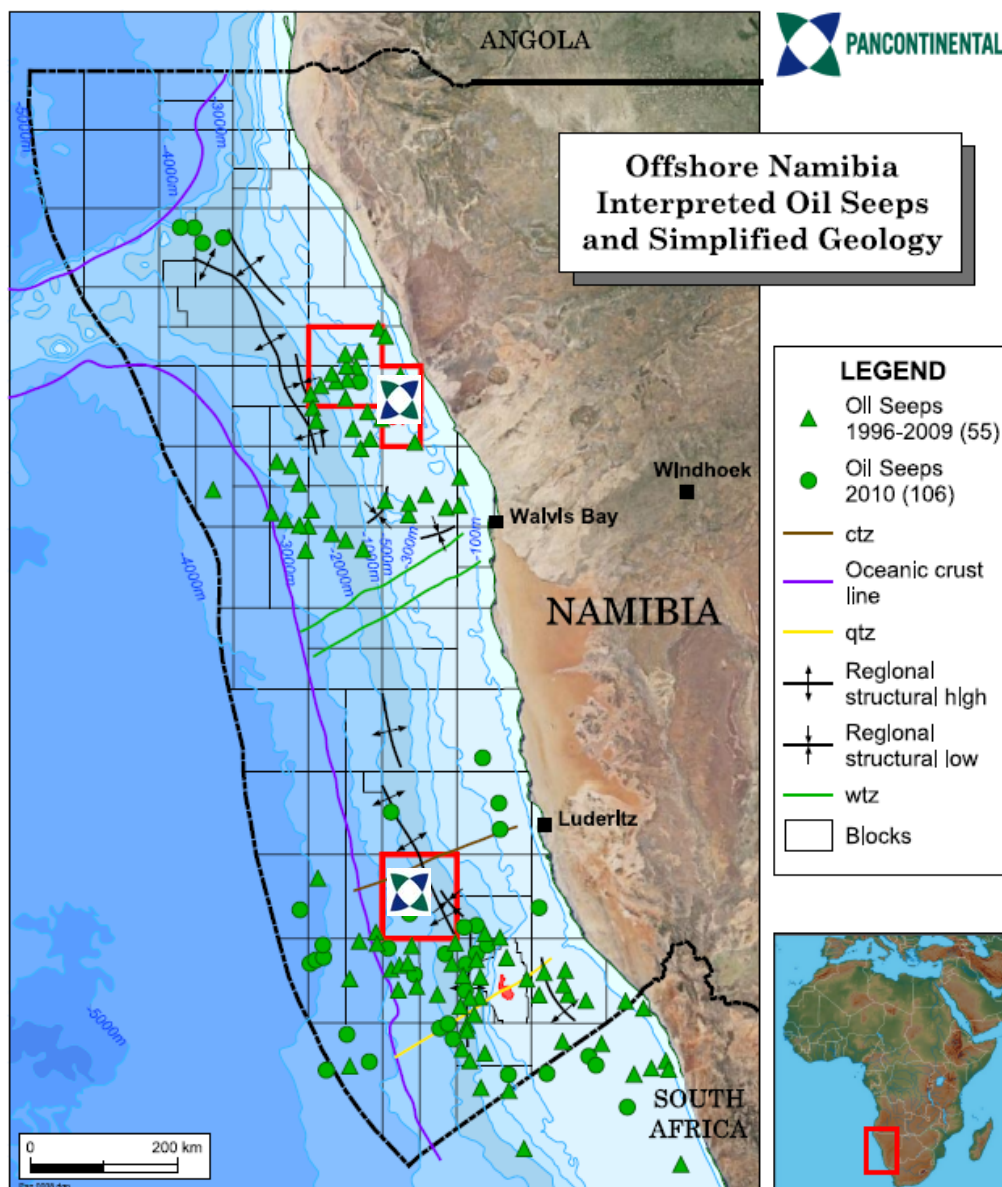 ANGOLA
PANCONTINENTAL
Offshore Namibia
Interpreted Oil Seeps
and Simplified Geology
-5000m
-4000m
-3000m
LEGEND
Oil Seeps
1996-2009 (55)
Oil Seeps
2010 (106)
ctz
Oceanic crust
line
qtz
Regional
structural high
Regional
structural low
wtz
Blocks
Windhoek
Walvis Bay
-4000m
-3000m
-2000m
-1000m
-500m
-300m
-100m
NAMIBIA
Luderitz
-5000m
SOUTH
AFRICA
0 200 km